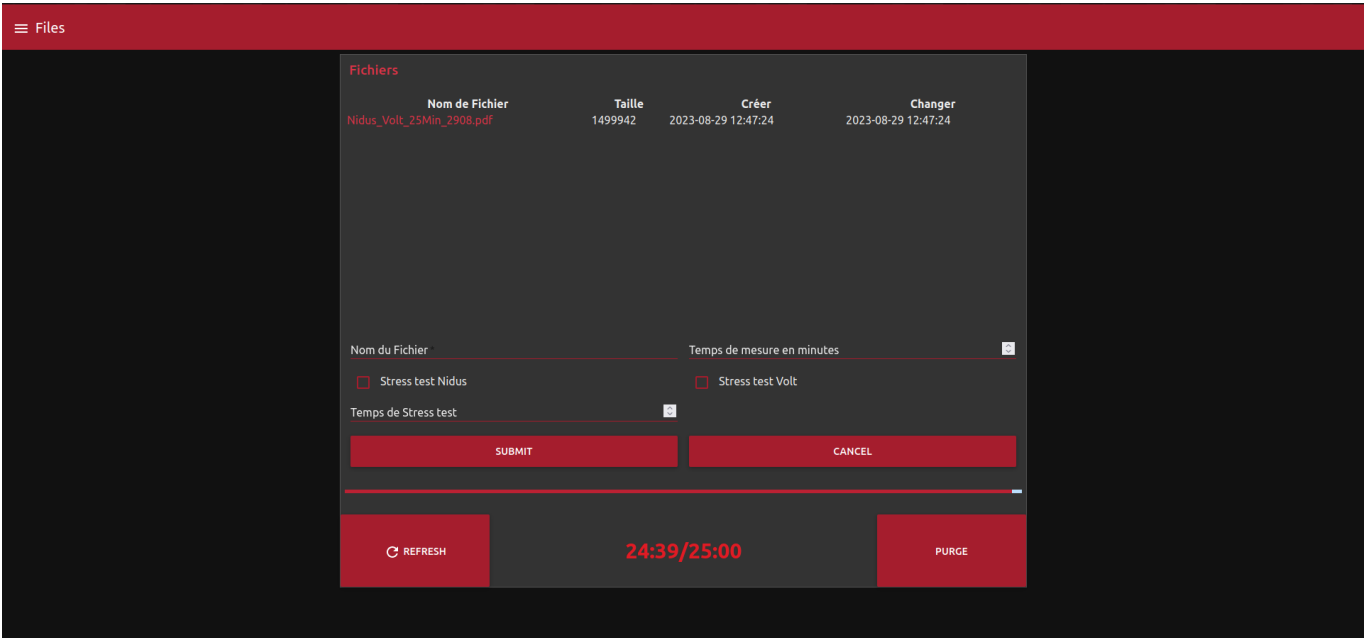 Files
Fichiers
Nom de Fichier Taille Créer Changer
Nidus_Volt_25Min_2908.pdf 1499942 2023-08-29 12:47:24 2023-08-29 12:47:24
Nom du Fichier Temps de mesure en minutes
Stress test Nidus Stress test Volt
Temps de Stress test
SUBMIT CANCEL
REFRESH 24:39/25:00 PURGE